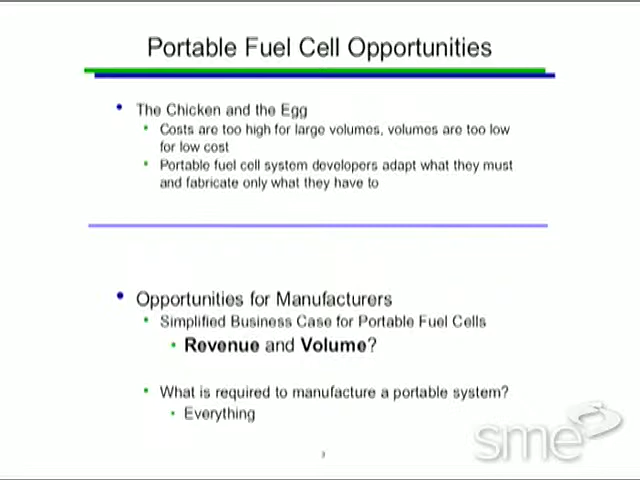 Portable Fuel Cell Opportunities
• The Chicken and the Egg
• Costs are too high for large volumes, volumes are too low
for low cost
• Portable fuel cell system developers adapt what they must
and fabricate only what they have to
• Opportunities for Manufacturers
• Simplified Business Case for Portable Fuel Cells
• Revenue and Volume?
• What is required to manufacture a portable system?
• Everything
sme